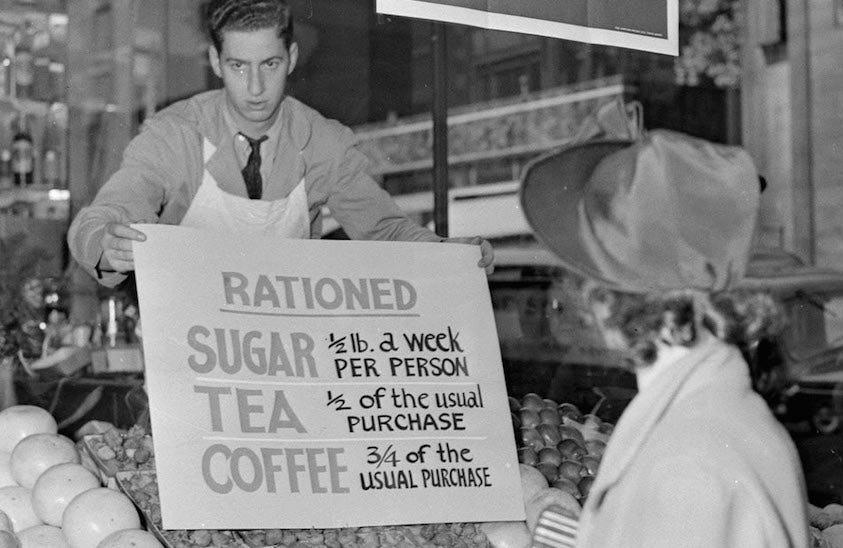 RATIONED
SUGAR ½ lb. a week
PER PERSON
TEA ½ of the usual
PURCHASE
COFFEE 3/4 of the
USUAL PURCHASE